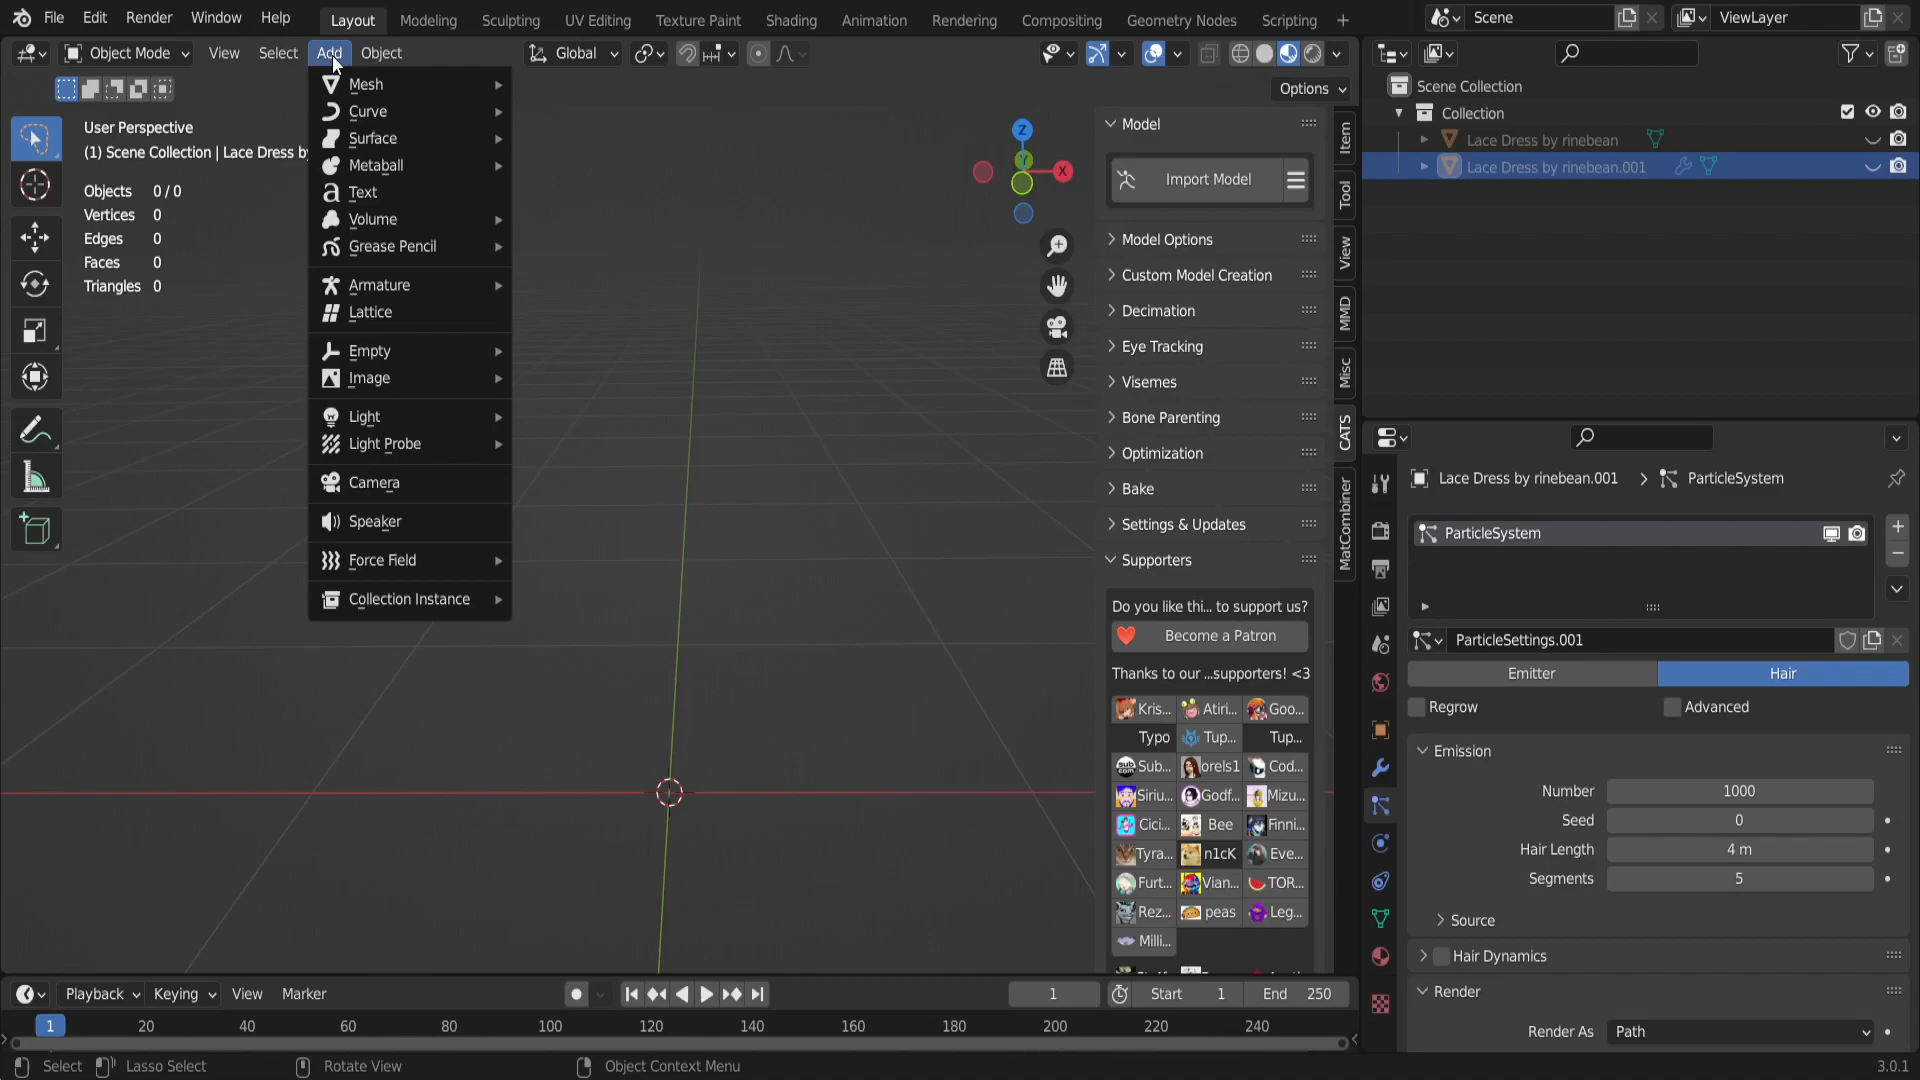 File Edit Render Window Help
Layout Modeling Sculpting UV Editing Texture Paint Shading Animation Rendering Compositing Geometry Nodes Scripting +
Scene
ViewLayer
Object Mode View Select Add Object
Global
Options
User Perspective
(1) Scene Collection | Lace Dress by
Objects 0 / 0
Vertices 0
Edges 0
Faces 0
Triangles 0
Mesh
Curve
Surface
Metaball
Text
Volume
Grease Pencil
Armature
Lattice
Empty
Image
Light
Light Probe
Camera
Speaker
Force Field
Collection Instance
Z
Y
X
Model
Import Model
Model Options
Custom Model Creation
Decimation
Eye Tracking
Visemes
Bone Parenting
Optimization
Bake
Settings & Updates
Supporters
Do you like thi... to support us?
Become a Patron
Thanks to our ...supporters! <3
Kris... Atiri... Goo...
Typo Tup... Tup...
Sub... orels1 Cod...
Siriu... Godf... Mizu...
Cici... Bee Finni...
Tyra... n1cK Eve...
Furt... Vian... TOR...
Rez... peas Leg...
Milli...
Item
Tool
View
MMD
Misc
CATS
MatCombiner
Scene Collection
Collection
Lace Dress by rinebean
Lace Dress by rinebean.001
Lace Dress by rinebean.001 > ParticleSystem
ParticleSystem
ParticleSettings.001
Emitter Hair
Regrow Advanced
Emission
Number 1000
Seed 0
Hair Length 4 m
Segments 5
Source
Hair Dynamics
Render
Render As Path
Playback Keying View Marker
1
Start 1 End 250
1 20 40 60 80 100 120 140 160 180 200 220 240
Select Lasso Select Rotate View Object Context Menu
3.0.1